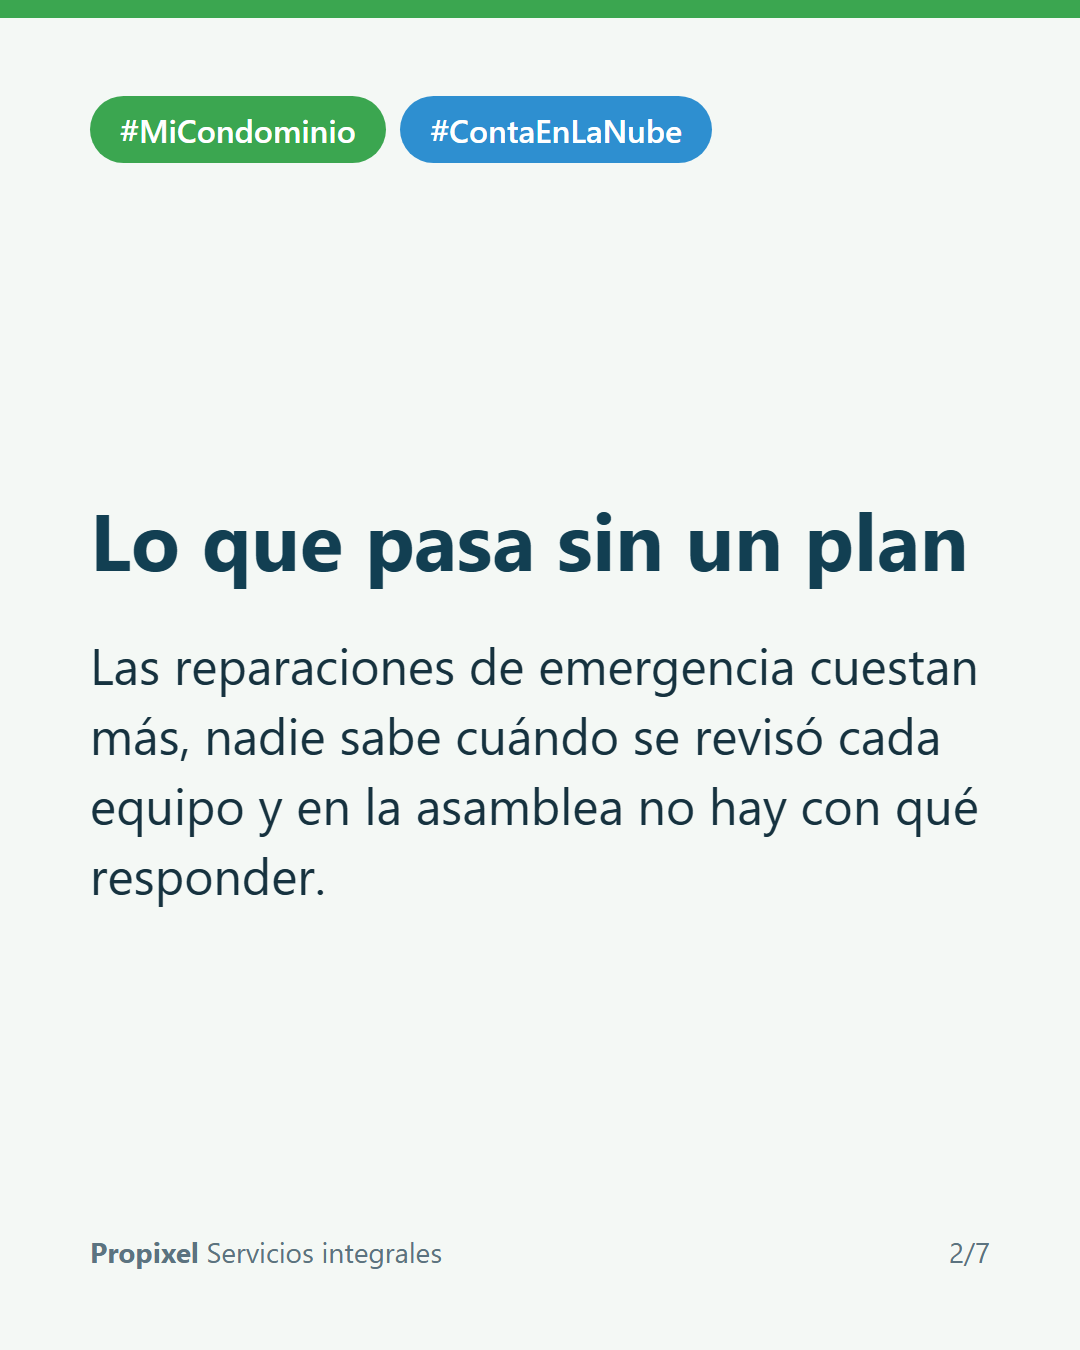 #MiCondominio #ContaEnLaNube
Lo que pasa sin un plan
Las reparaciones de emergencia cuestan
más, nadie sabe cuándo se revisó cada
equipo y en la asamblea no hay con qué
responder.
Propixel Servicios integrales 2/7